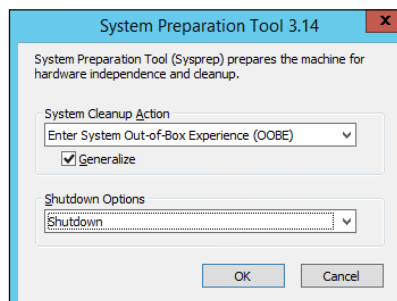 System Preparation Tool 3.14
x
System Preparation Tool (Sysprep) prepares the machine for
hardware independence and cleanup.
System Cleanup Action
Enter System Out-of-Box Experience (OOBE)
Generalize
Shutdown Options
Shutdown
OK Cancel